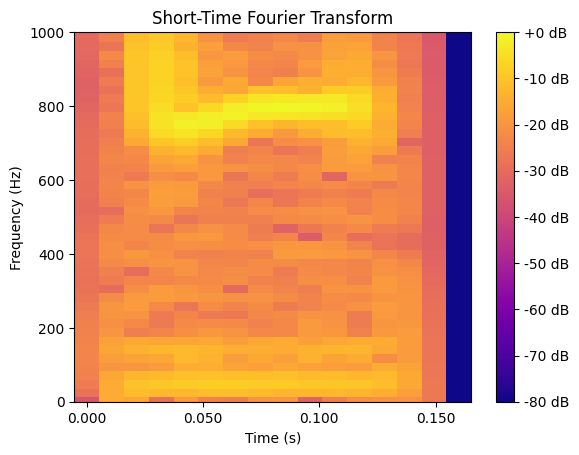 Short-Time Fourier Transform
1000
800
600
400
200
0
Frequency (Hz)
0.000
0.050
0.100
0.150
Time (s)
+0 dB
-10 dB
-20 dB
-30 dB
-40 dB
-50 dB
-60 dB
-70 dB
-80 dB